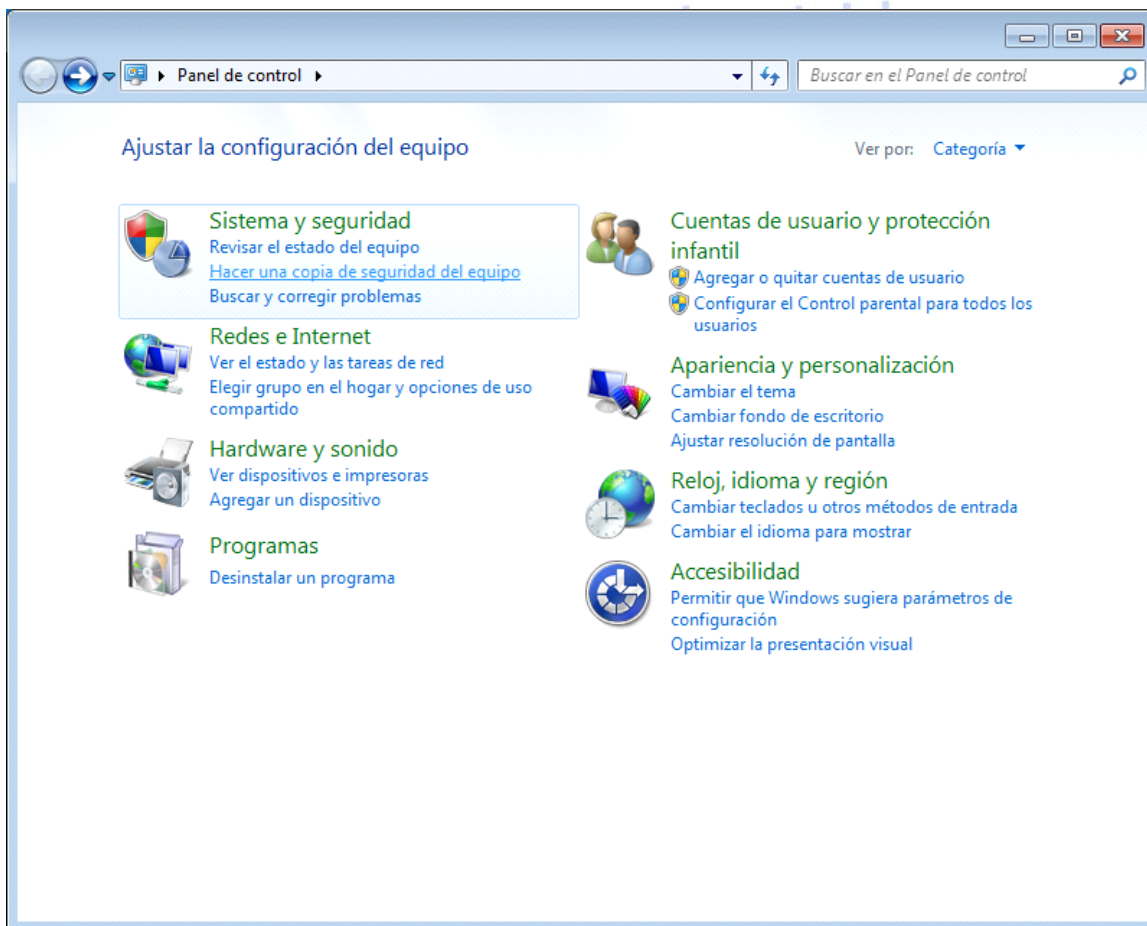 Panel de control
Buscar en el Panel de control
Ajustar la configuración del equipo
Ver por: Categoría
Sistema y seguridad
Revisar el estado del equipo
Hacer una copia de seguridad del equipo
Buscar y corregir problemas
Redes e Internet
Ver el estado y las tareas de red
Elegir grupo en el hogar y opciones de uso
compartido
Hardware y sonido
Ver dispositivos e impresoras
Agregar un dispositivo
Programas
Desinstalar un programa
Cuentas de usuario y protección
infantil
Agregar o quitar cuentas de usuario
Configurar el Control parental para todos los
usuarios
Apariencia y personalización
Cambiar el tema
Cambiar fondo de escritorio
Ajustar resolución de pantalla
Reloj, idioma y región
Cambiar teclados u otros métodos de entrada
Cambiar el idioma para mostrar
Accesibilidad
Permitir que Windows sugiera parámetros de
configuración
Optimizar la presentación visual